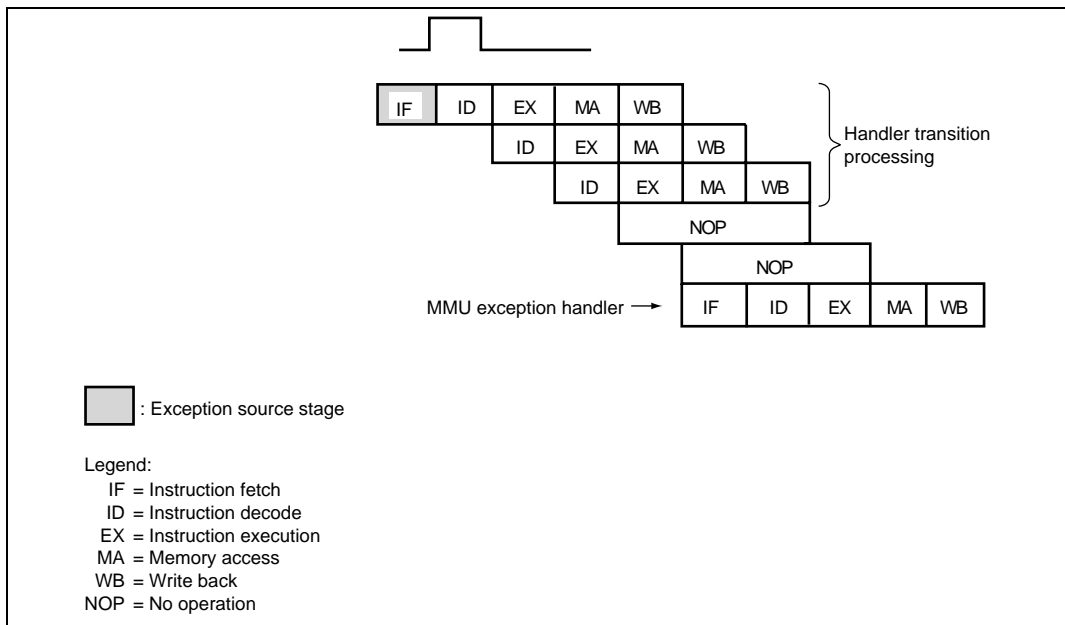 IF ID EX MA WB
ID EX MA WB
ID EX MA WB
Handler transition
processing
NOP
NOP
MMU exception handler
IF ID EX MA WB
: Exception source stage
Legend:
IF = Instruction fetch
ID = Instruction decode
EX = Instruction execution
MA = Memory access
WB = Write back
NOP = No operation